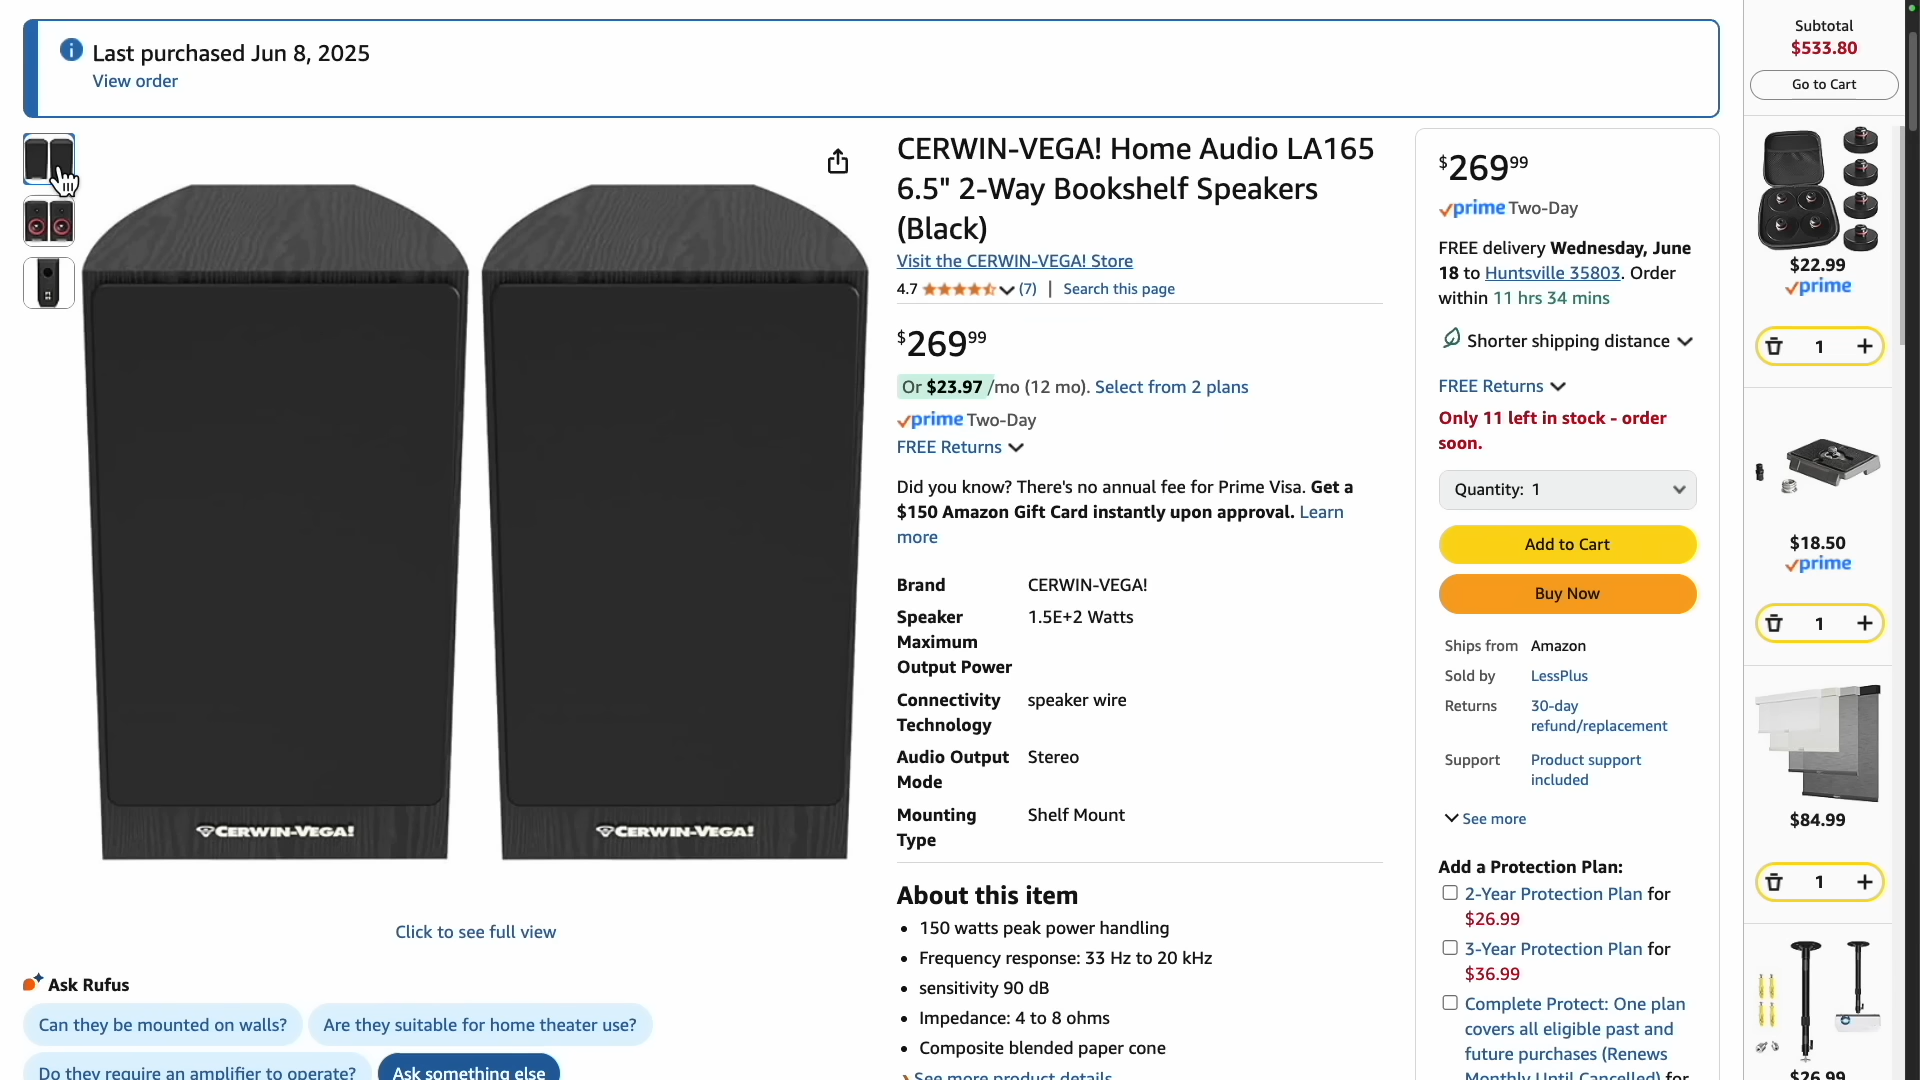 Last purchased Jun 8, 2025
View order
CERWIN-VEGA!
CERWIN-VEGA!
Click to see full view
Ask Rufus
Can they be mounted on walls?
Are they suitable for home theater use?
Do they require an amplifier to operate?
Ask something else
CERWIN-VEGA! Home Audio LA165
6.5" 2-Way Bookshelf Speakers
(Black)
Visit the CERWIN-VEGA! Store
4.7 (7) | Search this page
$269.99
Or $23.97 /mo (12 mo). Select from 2 plans
prime Two-Day
FREE Returns
Did you know? There's no annual fee for Prime Visa. Get a
$150 Amazon Gift Card instantly upon approval. Learn
more
Brand CERWIN-VEGA!
Speaker 1.5E+2 Watts
Maximum
Output Power
Connectivity speaker wire
Technology
Audio Output Stereo
Mode
Mounting Shelf Mount
Type
About this item
• 150 watts peak power handling
• Frequency response: 33 Hz to 20 kHz
• sensitivity 90 dB
• Impedance: 4 to 8 ohms
• Composite blended paper cone
See more product details
$269.99
prime Two-Day
FREE delivery Wednesday, June
18 to Huntsville 35803. Order
within 11 hrs 34 mins
Shorter shipping distance
FREE Returns
Only 11 left in stock - order
soon.
Quantity: 1
Add to Cart
Buy Now
Ships from Amazon
Sold by LessPlus
Returns 30-day
refund/replacement
Support Product support
included
See more
Add a Protection Plan:
2-Year Protection Plan for
$26.99
3-Year Protection Plan for
$36.99
Complete Protect: One plan
covers all eligible past and
future purchases (Renews
Monthly Until Cancelled) for
Subtotal
$533.80
Go to Cart
$22.99
prime
1 +
$18.50
prime
1 +
$84.99
1 +
$26.99